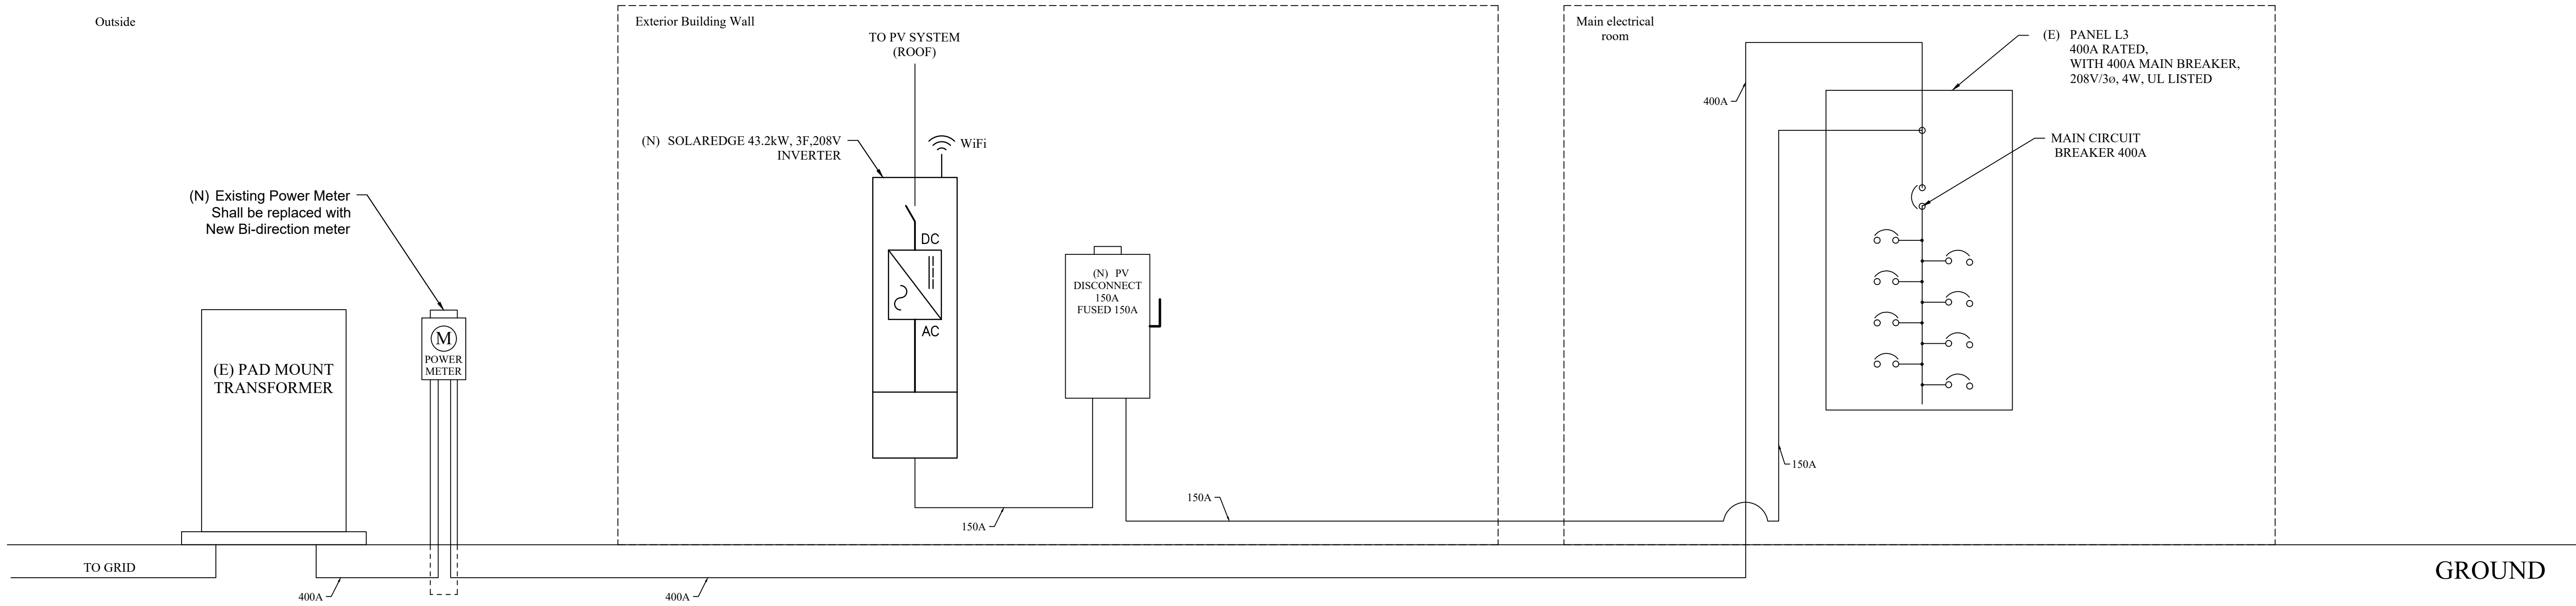 Outside
Exterior Building Wall
TO PV SYSTEM
(ROOF)
(N) SOLAREDGE 43.2kW, 3F,208V
INVERTER
WiFi
DC
AC
(N) Existing Power Meter
Shall be replaced with
New Bi-direction meter
(E) PAD MOUNT
TRANSFORMER
M
POWER
METER
(N) PV
DISCONNECT
150A
FUSED 150A
150A
150A
TO GRID
400A
400A
Main electrical
room
400A
(E) PANEL L3
400A RATED,
WITH 400A MAIN BREAKER,
208V/3ø, 4W, UL LISTED
MAIN CIRCUIT
BREAKER 400A
150A
GROUND